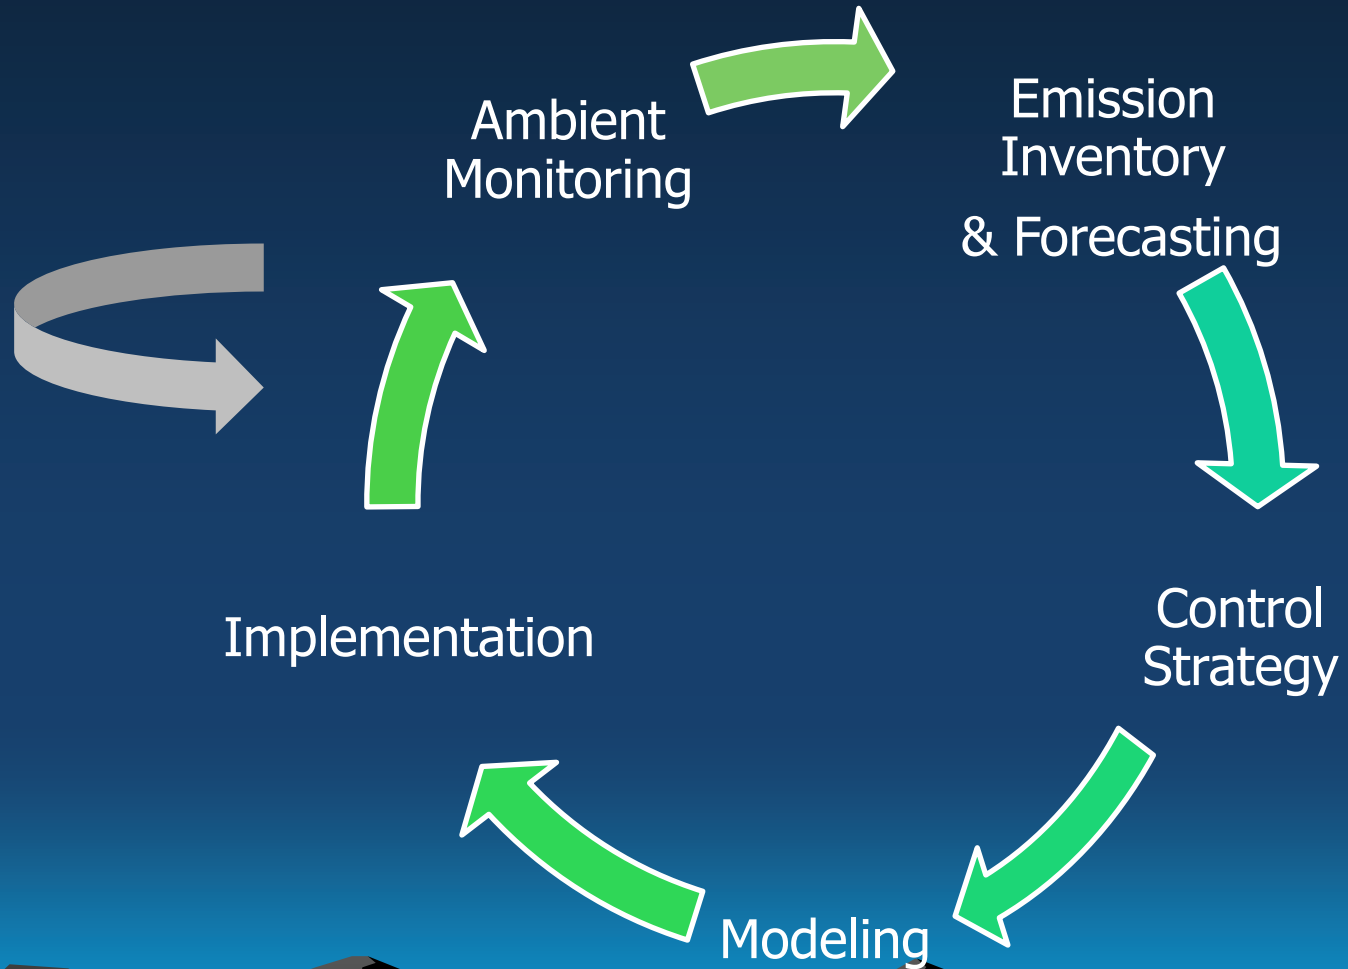 Ambient
Monitoring
Emission
Inventory
& Forecasting
Control
Strategy
Modeling
Implementation